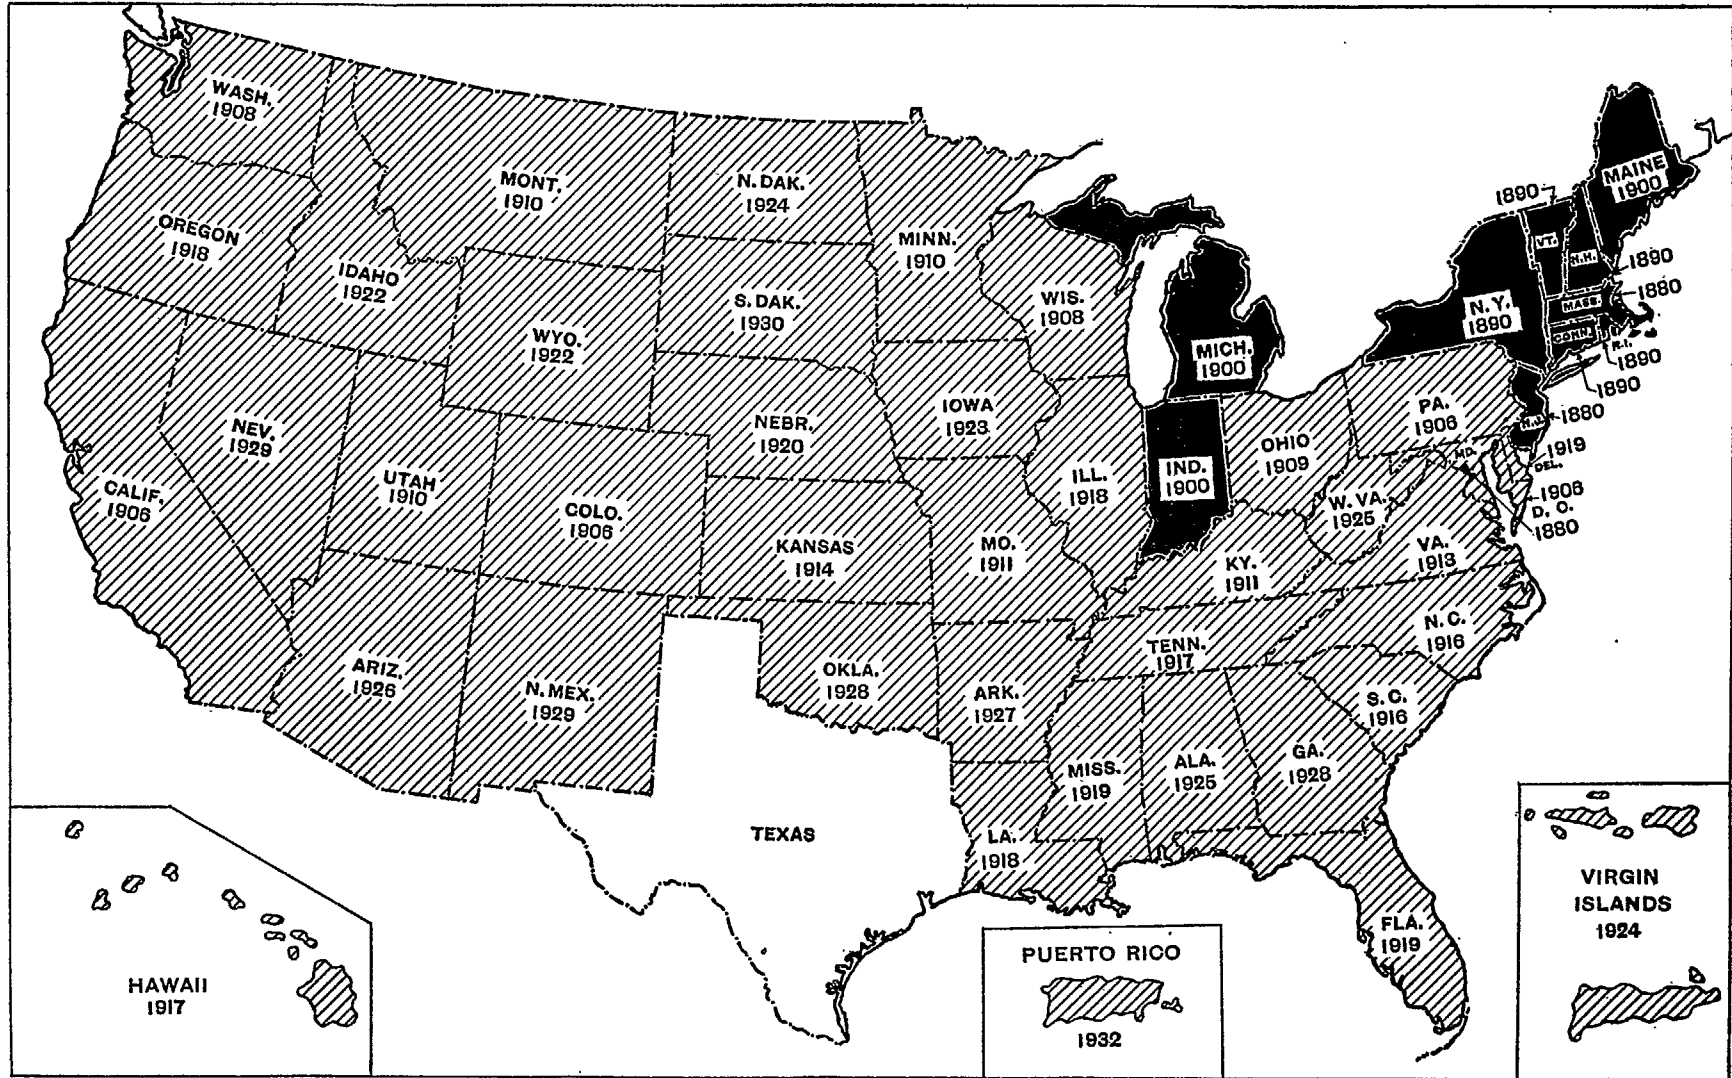 WASH.
1908
OREGON
1918
CALIF.
1906
NEV.
1929
IDAHO
1922
MONT.
1910
WYO.
1922
UTAH
1910
COLO.
1906
ARIZ.
1926
N. MEX.
1929
N. DAK.
1924
S. DAK.
1930
NEBR.
1920
KANSAS
1914
OKLA.
1928
TEXAS
MINN.
1910
IOWA
1923
MO.
1911
ARK.
1927
LA.
1918
WIS.
1908
ILL.
1918
MICH.
1900
IND.
1900
OHIO
1909
KY.
1911
TENN.
1917
MISS.
1919
ALA.
1925
GA.
1928
FLA.
1919
S.C.
1916
N.C.
1916
VA.
1913
W. VA.
1925
PA.
1906
N.Y.
1890
MAINE
1900
1890
VT.
N.H.
1890
MASS.
1880
CONN.
R.I.
1890
1890
N.J.
1880
MD.
1919
DEL.
1906
D. C.
1880
HAWAII
1917
PUERTO RICO
1932
VIRGIN
ISLANDS
1924